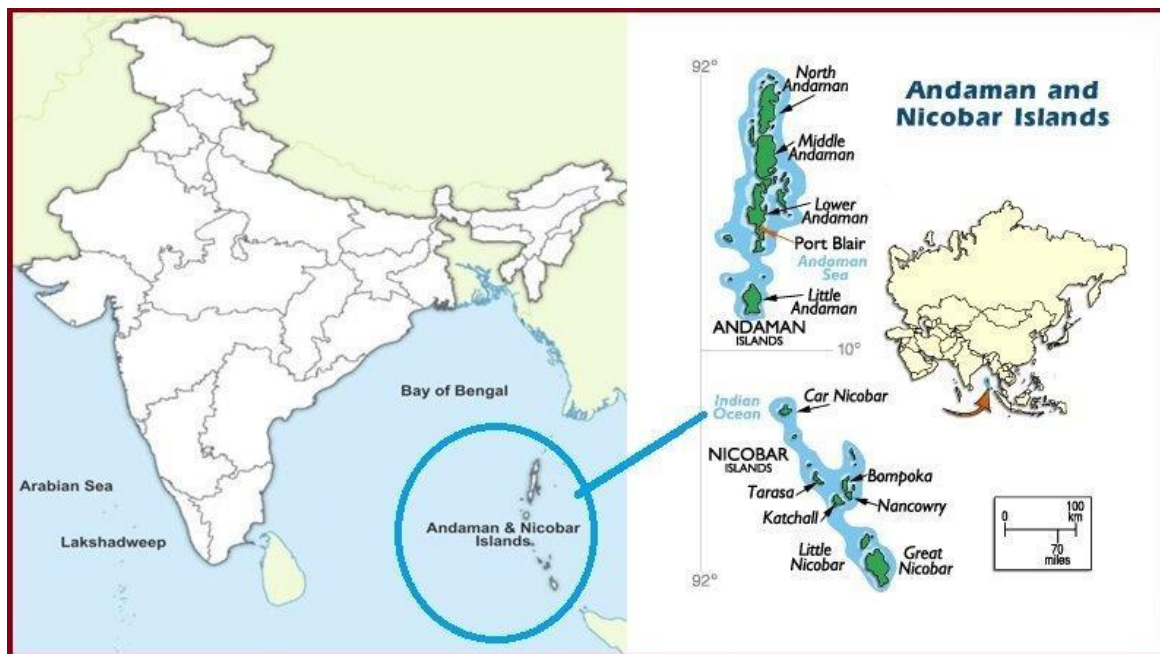 Bay of Bengal
Arabian Sea
Lakshadweep
Andaman & Nicobar
Islands
Andaman and
Nicobar Islands
92°
North
Andaman
Middle
Andaman
Lower
Andaman
Port Blair
Andaman
Sea
Little
Andaman
ANDAMAN
ISLANDS
10°
Indian
Ocean
Car Nicobar
NICOBAR
ISLANDS
Bompoka
Tarasa
Nancowry
Katchall
Little
Nicobar
Great
Nicobar
92°
0
100
km
70
miles